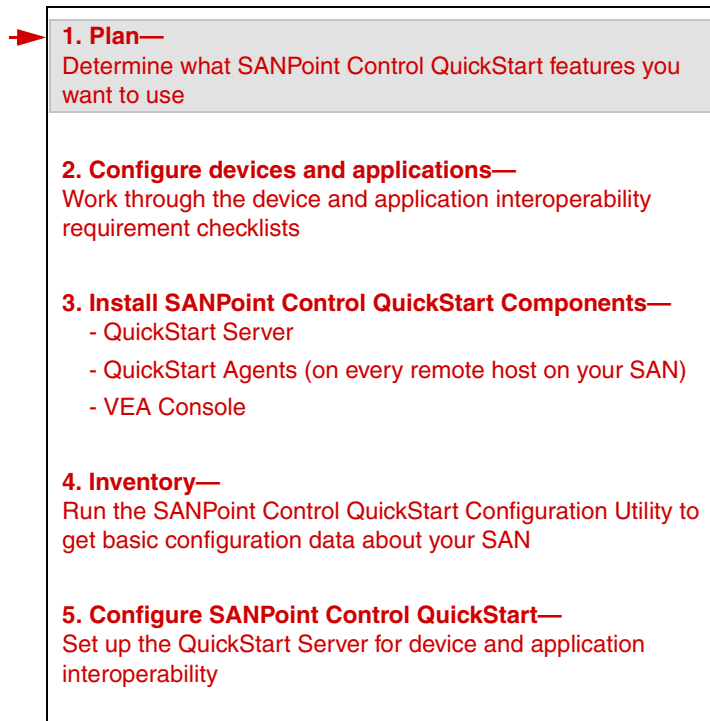 1. Plan—
Determine what SANPoint Control QuickStart features you
want to use
2. Configure devices and applications—
Work through the device and application interoperability
requirement checklists
3. Install SANPoint Control QuickStart Components—
- QuickStart Server
- QuickStart Agents (on every remote host on your SAN)
- VEA Console
4. Inventory—
Run the SANPoint Control QuickStart Configuration Utility to
get basic configuration data about your SAN
5. Configure SANPoint Control QuickStart—
Set up the QuickStart Server for device and application
interoperability